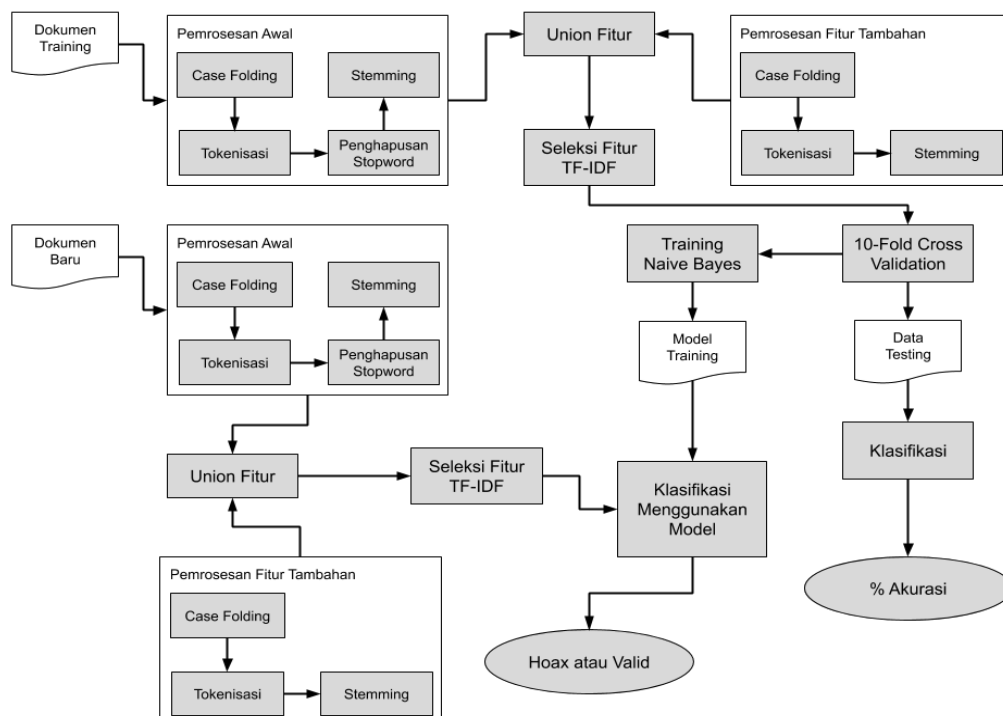 Dokumen
Training
Pemrosesan Awal
Case Folding
Stemming
Tokenisasi
Penghapusan
Stopword
Union Fitur
Pemrosesan Fitur Tambahan
Case Folding
Tokenisasi
Stemming
Seleksi Fitur
TF-IDF
Dokumen
Baru
Pemrosesan Awal
Case Folding
Stemming
Tokenisasi
Penghapusan
Stopword
Training
Naive Bayes
10-Fold Cross
Validation
Model
Training
Data
Testing
Union Fitur
Seleksi Fitur
TF-IDF
Klasifikasi
Menggunakan
Model
Klasifikasi
Pemrosesan Fitur Tambahan
Case Folding
Tokenisasi
Stemming
Hoax atau Valid
% Akurasi